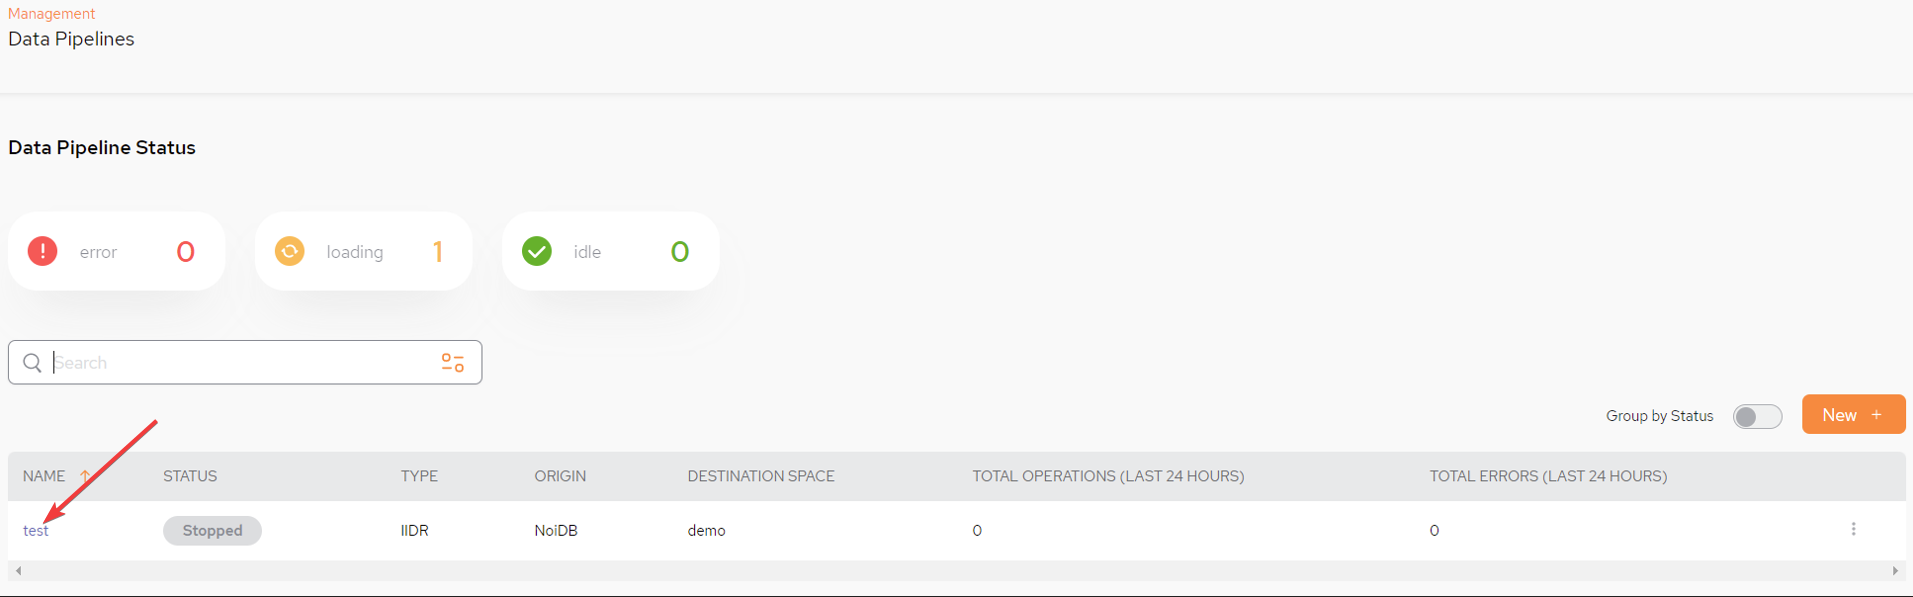 Management
Data Pipelines
Data Pipeline Status
error 0 loading 1 idle 0
Search
Group by Status New +
NAME STATUS TYPE ORIGIN DESTINATION SPACE TOTAL OPERATIONS (LAST 24 HOURS) TOTAL ERRORS (LAST 24 HOURS)
test Stopped IIDR NoiDB demo 0 0